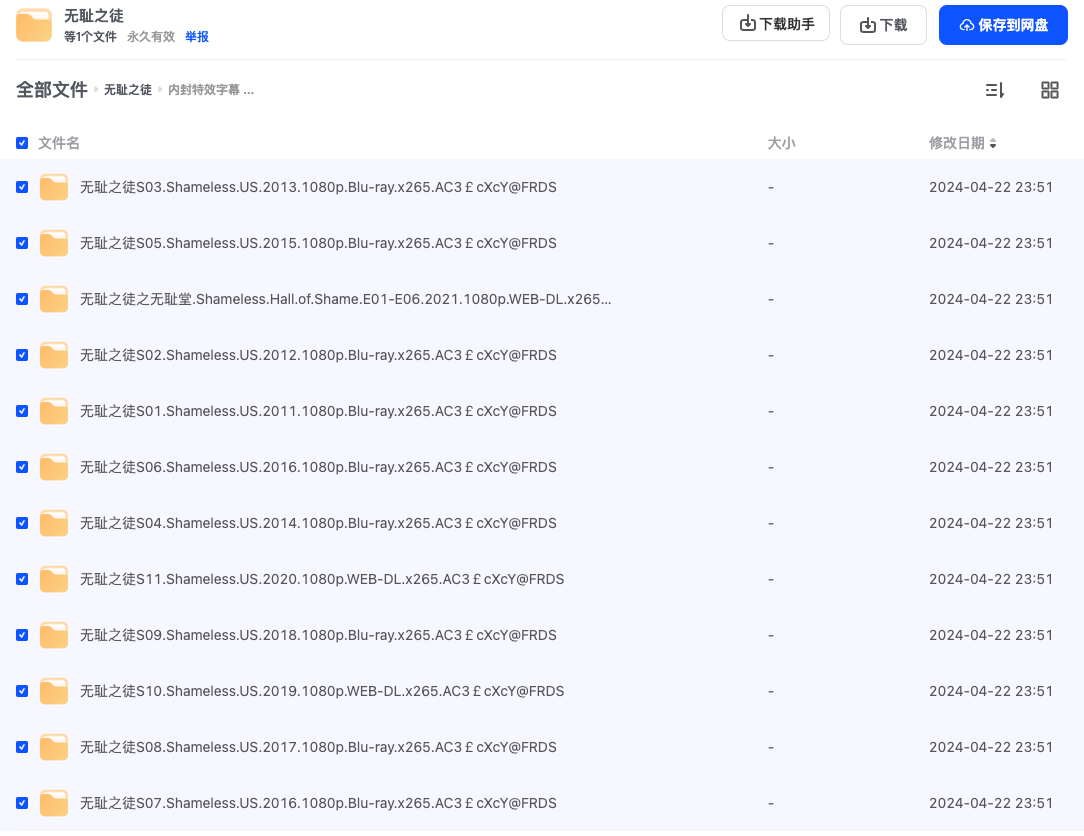 无耻之徒
等1个文件 永久有效 举报
下载助手 下载 保存到网盘
全部文件 无耻之徒 内封特效字幕 ...
文件名 大小 修改日期
无耻之徒S03.Shameless.US.2013.1080p.Blu-ray.x265.AC3￡cXcY@FRDS - 2024-04-22 23:51
无耻之徒S05.Shameless.US.2015.1080p.Blu-ray.x265.AC3￡cXcY@FRDS - 2024-04-22 23:51
无耻之徒之无耻堂.Shameless.Hall.of.Shame.E01-E06.2021.1080p.WEB-DL.x265... - 2024-04-22 23:51
无耻之徒S02.Shameless.US.2012.1080p.Blu-ray.x265.AC3￡cXcY@FRDS - 2024-04-22 23:51
无耻之徒S01.Shameless.US.2011.1080p.Blu-ray.x265.AC3￡cXcY@FRDS - 2024-04-22 23:51
无耻之徒S06.Shameless.US.2016.1080p.Blu-ray.x265.AC3￡cXcY@FRDS - 2024-04-22 23:51
无耻之徒S04.Shameless.US.2014.1080p.Blu-ray.x265.AC3￡cXcY@FRDS - 2024-04-22 23:51
无耻之徒S11.Shameless.US.2020.1080p.WEB-DL.x265.AC3￡cXcY@FRDS - 2024-04-22 23:51
无耻之徒S09.Shameless.US.2018.1080p.Blu-ray.x265.AC3￡cXcY@FRDS - 2024-04-22 23:51
无耻之徒S10.Shameless.US.2019.1080p.WEB-DL.x265.AC3￡cXcY@FRDS - 2024-04-22 23:51
无耻之徒S08.Shameless.US.2017.1080p.Blu-ray.x265.AC3￡cXcY@FRDS - 2024-04-22 23:51
无耻之徒S07.Shameless.US.2016.1080p.Blu-ray.x265.AC3￡cXcY@FRDS - 2024-04-22 23:51